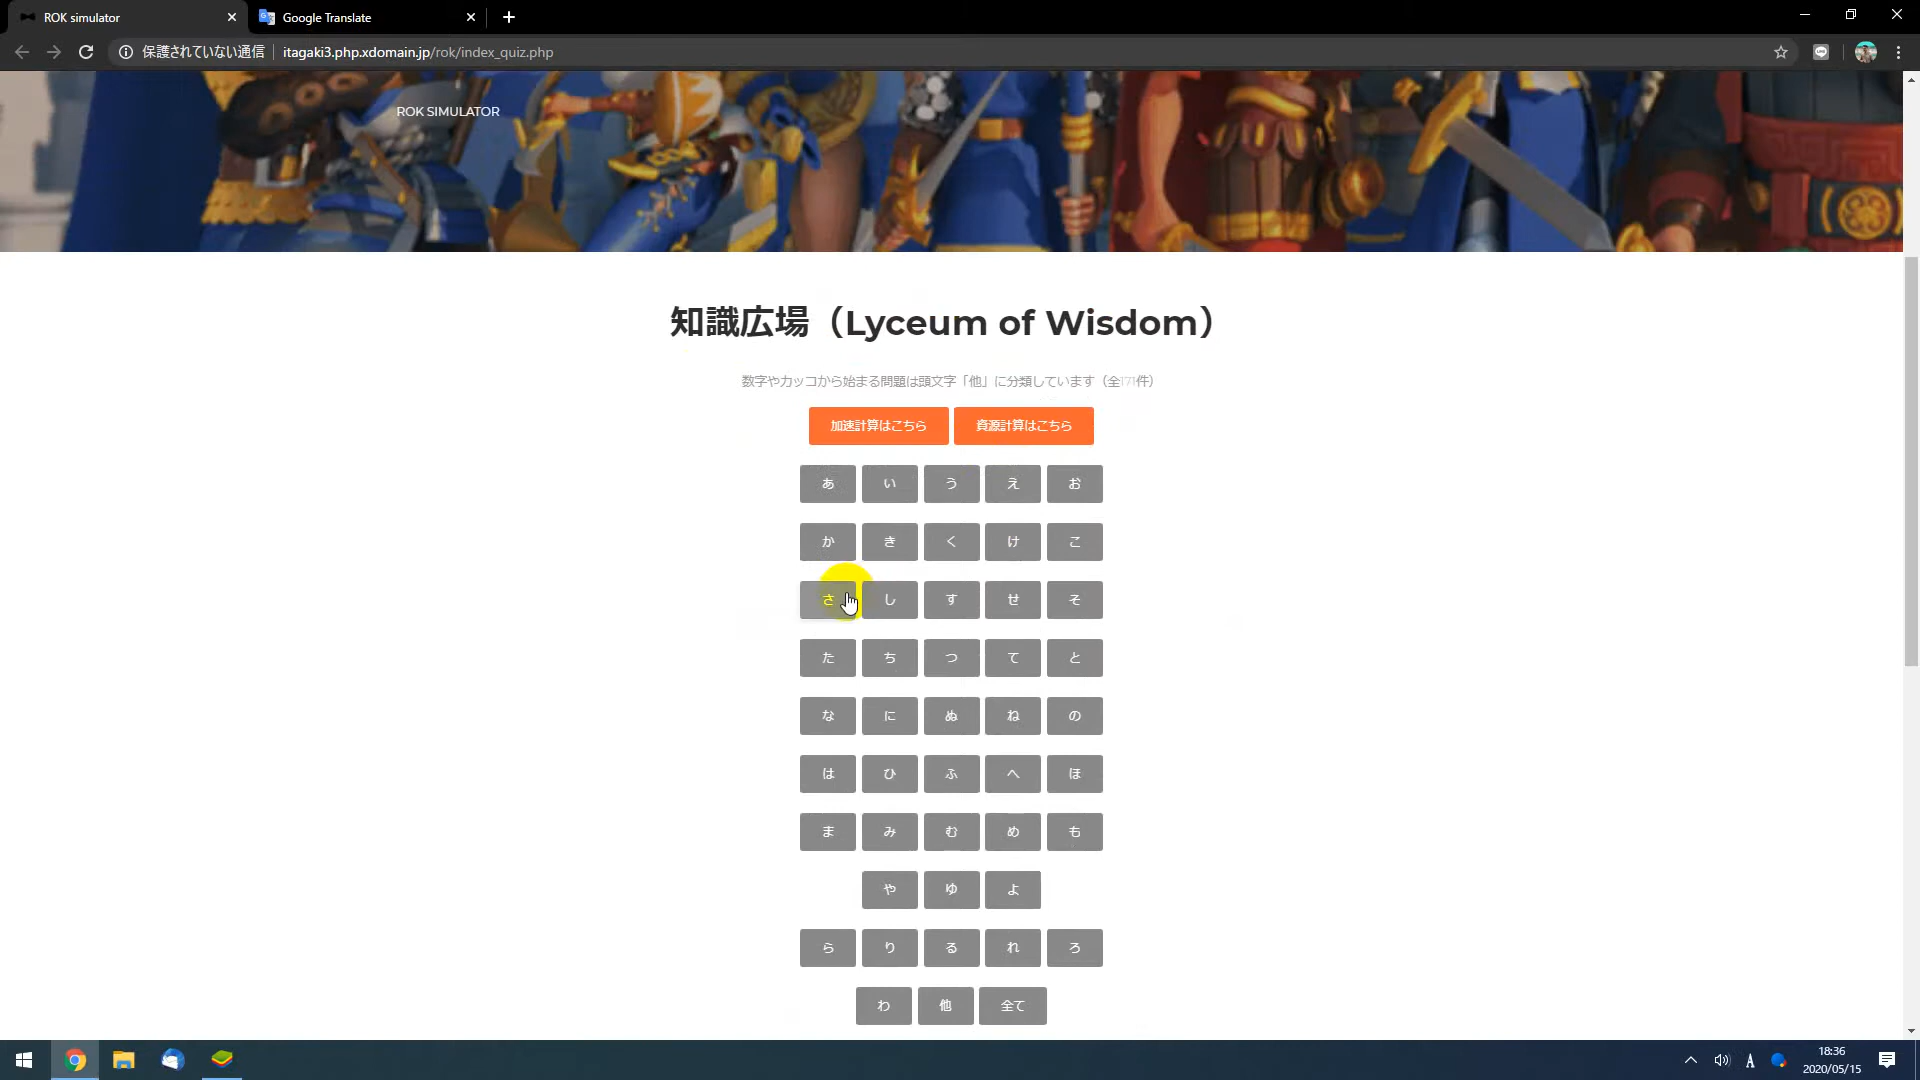 ROK simulator
Google Translate
保護されていない通信
itagaki3.php.xdomain.jp/rok/index_quiz.php
ROK SIMULATOR
知識広場（Lyceum of Wisdom）
数字やカッコから始まる問題は頭文字「他」に分類しています（全171件）
加速計算はこちら 資源計算はこちら
あ い う え お
か き く け こ
さ し す せ そ
た ち つ て と
な に ぬ ね の
は ひ ふ へ ほ
ま み む め も
や ゆ よ
ら り る れ ろ
わ 他 全て
A
18:36
2020/05/15